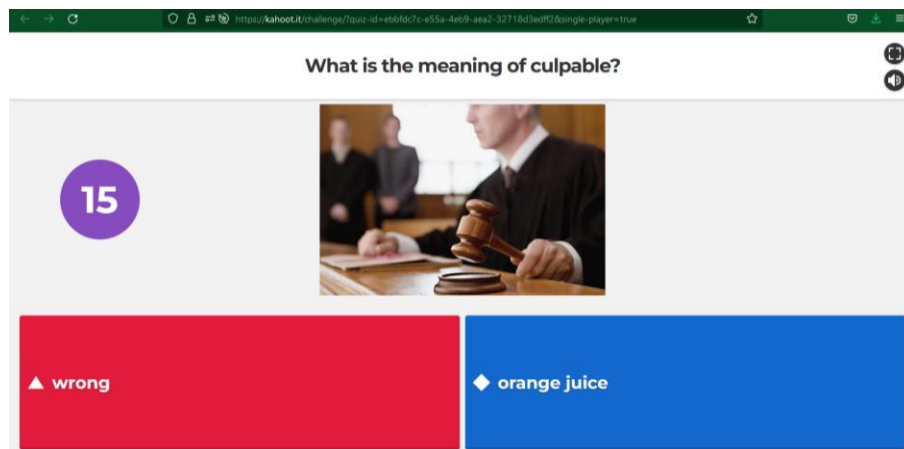 https://kahoot.it/challenge/?quiz-id=ebbfdc7c-e55a-4eb9-aea2-32718d3edff2&single-player=true
What is the meaning of culpable?
15
wrong
orange juice